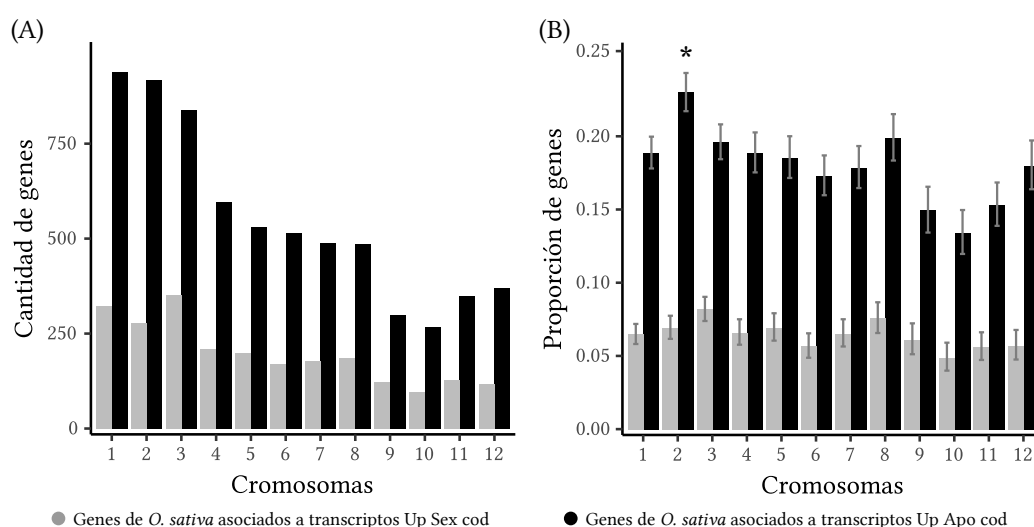 (A)
Cantidad de genes
750
500
250
0
1 2 3 4 5 6 7 8 9 10 11 12
Cromosomas
(B)
Proporción de genes
0.25
0.20
0.15
0.10
0.05
0.00
*
1 2 3 4 5 6 7 8 9 10 11 12
Cromosomas
Genes de O. sativa asociados a transcriptos Up Sex cod
Genes de O. sativa asociados a transcriptos Up Apo cod